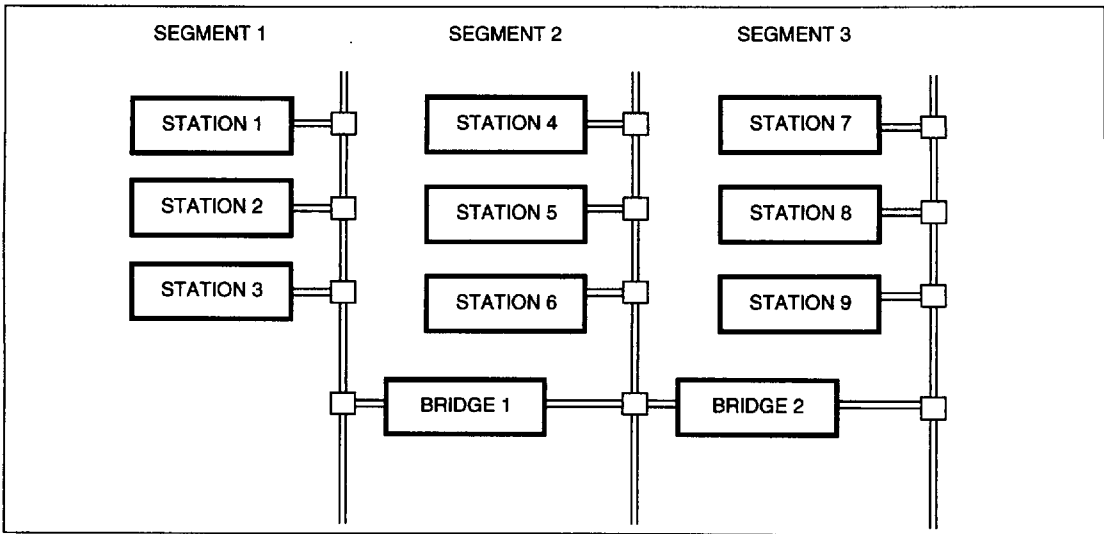 SEGMENT 1
SEGMENT 2
SEGMENT 3
STATION 1
STATION 4
STATION 7
STATION 2
STATION 5
STATION 8
STATION 3
STATION 6
STATION 9
BRIDGE 1
BRIDGE 2